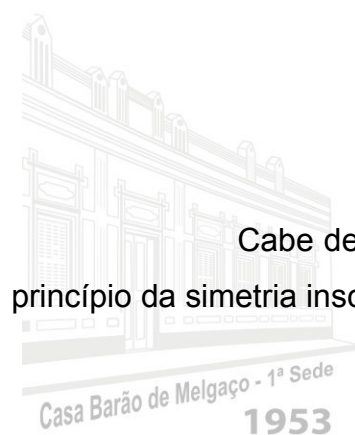 Cabe de
princípio da simetria inso
Casa Barão de Melgaço - 1ª Sede
1953